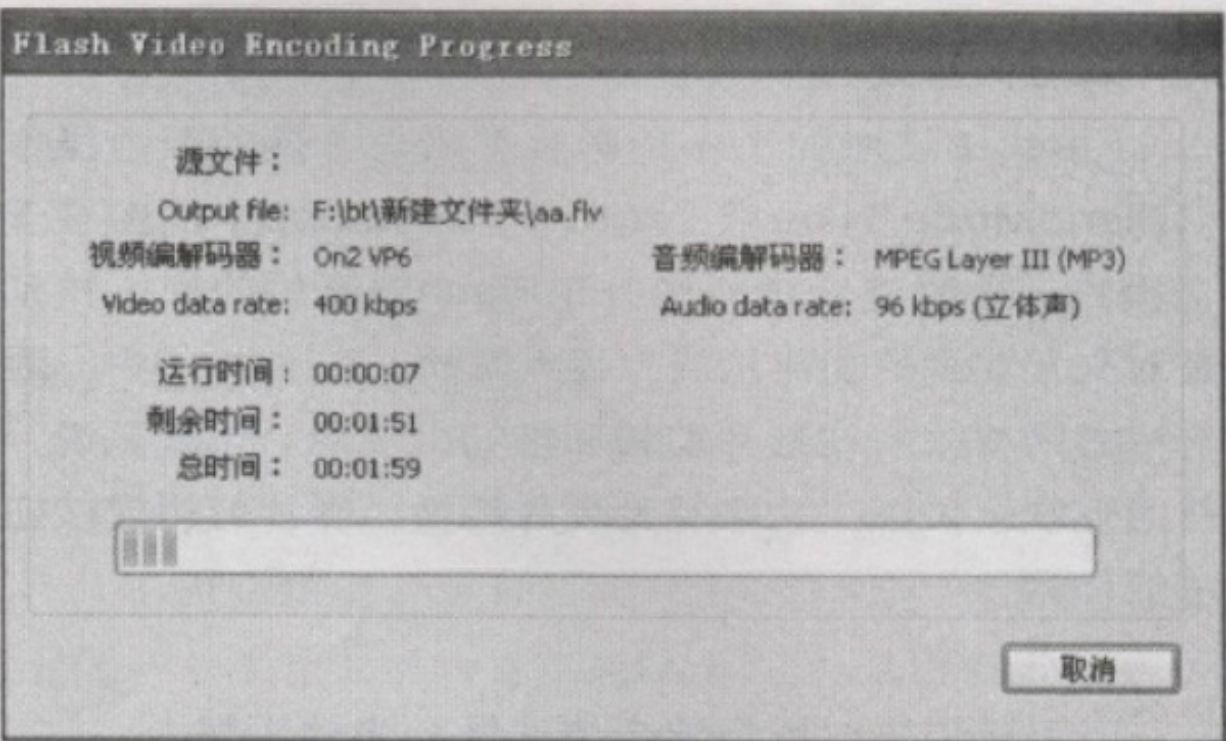 Flash Video Encoding Progress
源文件：
Output file: F:\bt\新建文件夹\aa.flv
视频编解码器： On2 VP6 音频编解码器： MPEG Layer III (MP3)
Video data rate: 400 kbps Audio data rate: 96 kbps (立体声)
运行时间： 00:00:07
剩余时间： 00:01:51
总时间： 00:01:59
取消